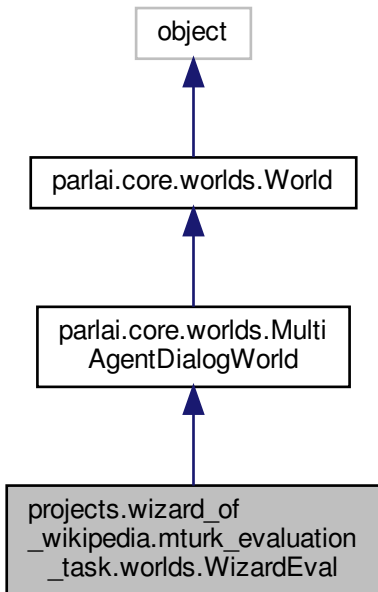 object
parlai.core.worlds.World
parlai.core.worlds.Multi
AgentDialogWorld
projects.wizard_of
_wikipedia.mturk_evaluation
_task.worlds.WizardEval